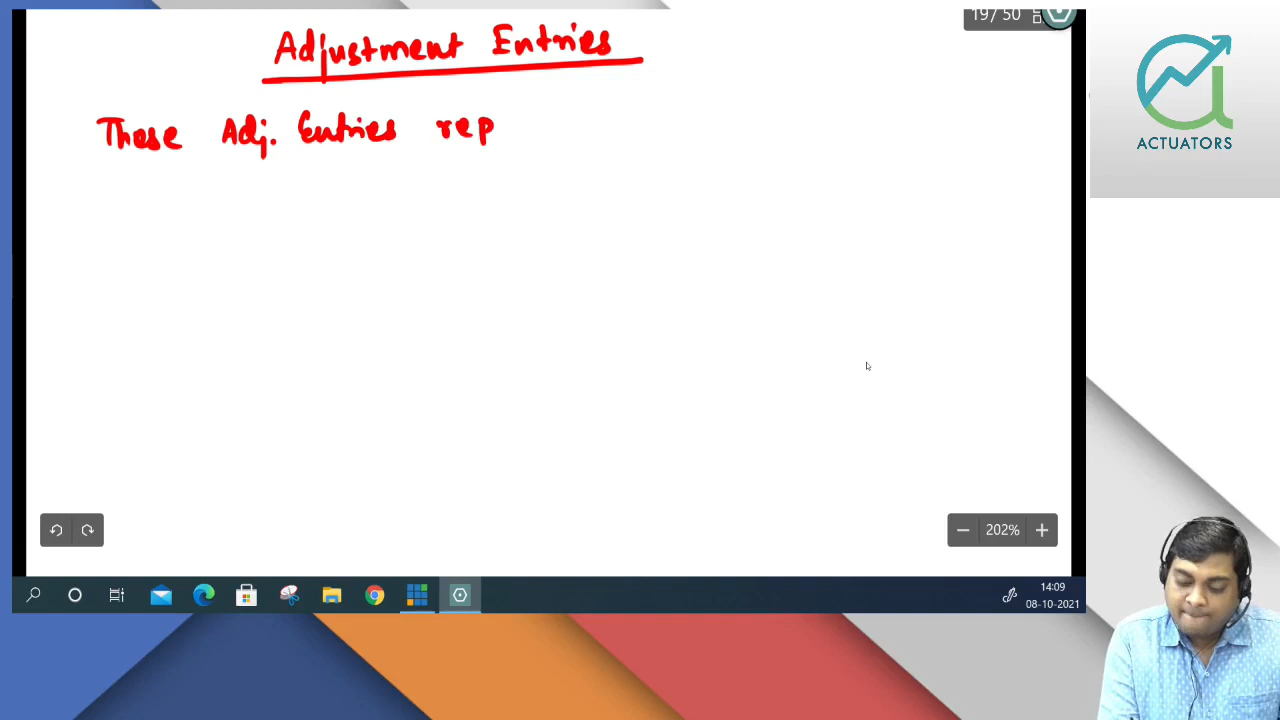 Adjustment Entries
19/ 50
These Adj. Entries rep
ACTUATORS
202%
14:09
08-10-2021